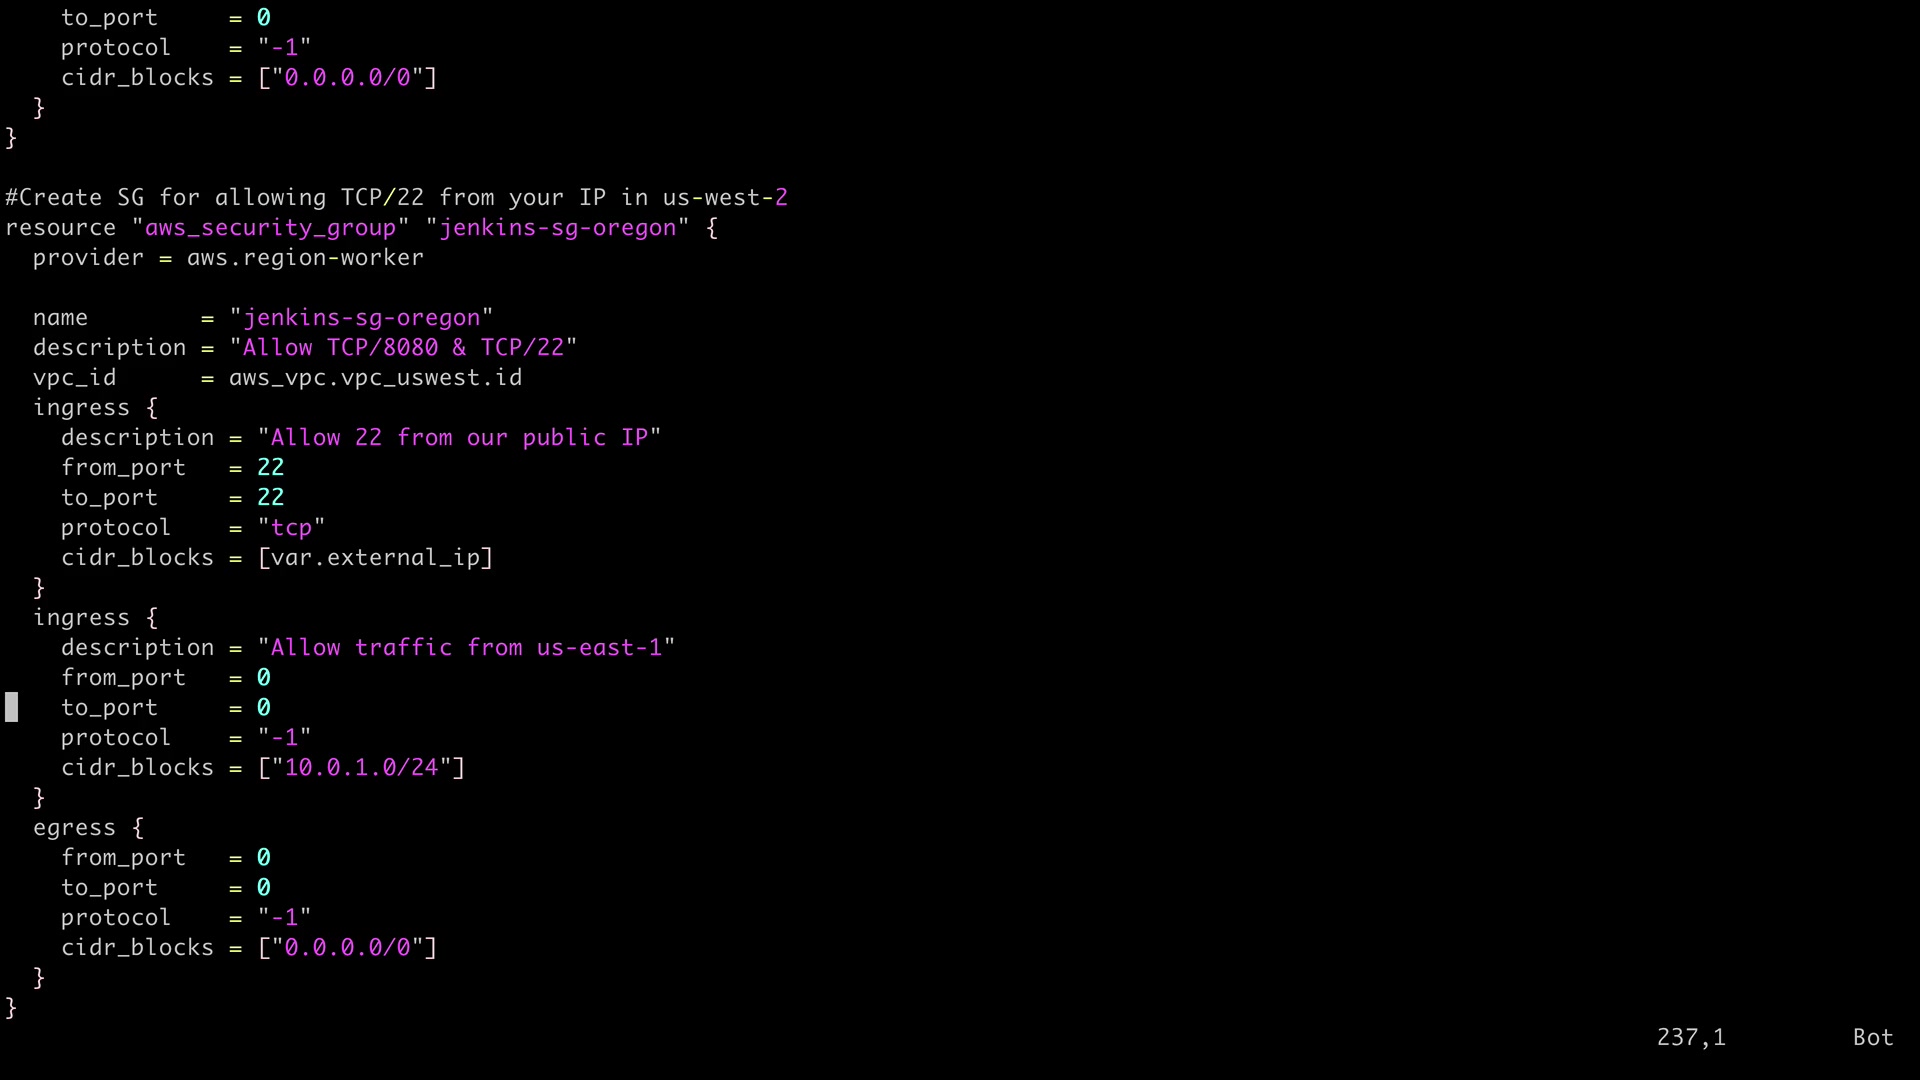 to_port     = 0
    protocol    = "-1"
    cidr_blocks = ["0.0.0.0/0"]
  }
}

#Create SG for allowing TCP/22 from your IP in us-west-2
resource "aws_security_group" "jenkins-sg-oregon" {
  provider = aws.region-worker

  name        = "jenkins-sg-oregon"
  description = "Allow TCP/8080 & TCP/22"
  vpc_id      = aws_vpc.vpc_uswest.id
  ingress {
    description = "Allow 22 from our public IP"
    from_port   = 22
    to_port     = 22
    protocol    = "tcp"
    cidr_blocks = [var.external_ip]
  }
  ingress {
    description = "Allow traffic from us-east-1"
    from_port   = 0
    to_port     = 0
    protocol    = "-1"
    cidr_blocks = ["10.0.1.0/24"]
  }
  egress {
    from_port   = 0
    to_port     = 0
    protocol    = "-1"
    cidr_blocks = ["0.0.0.0/0"]
  }
}
237,1         Bot